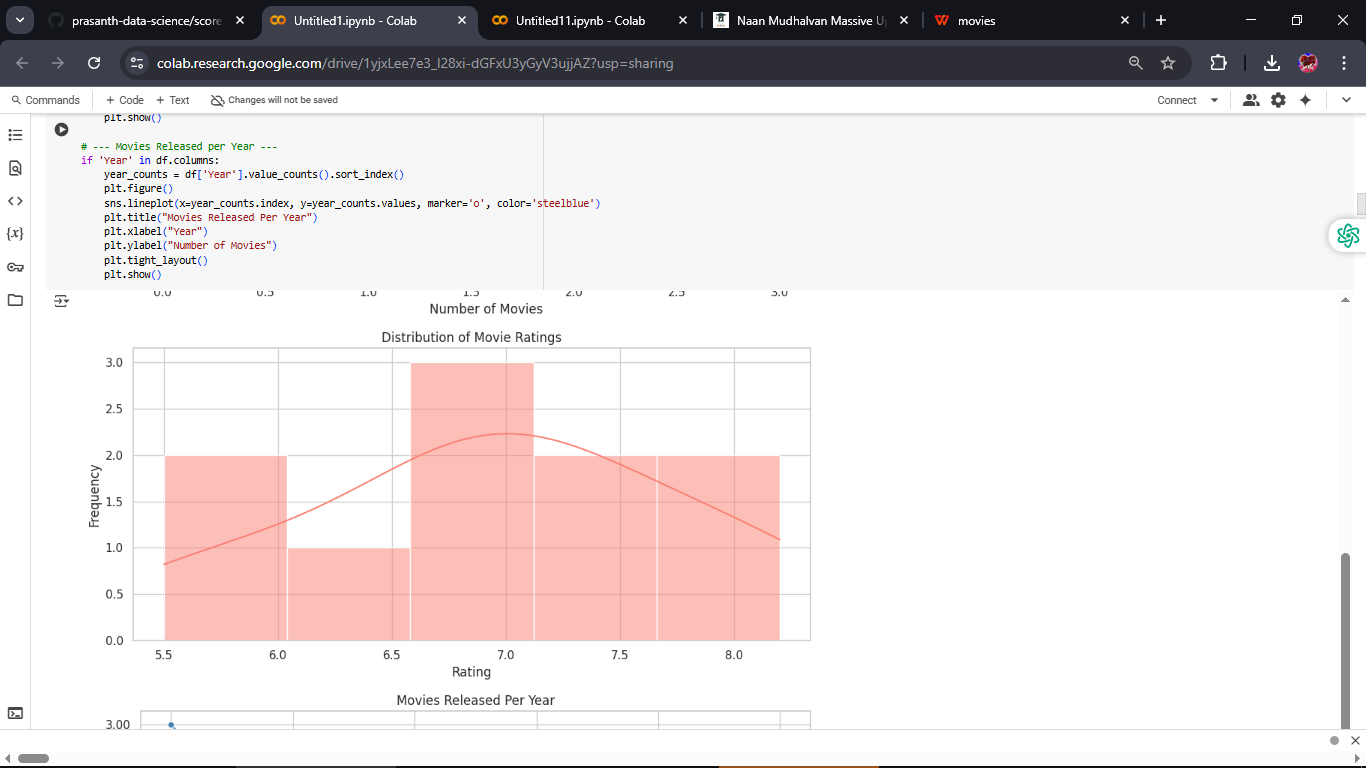 prasanth-data-science/score
Untitled1.ipynb - Colab
Untitled11.ipynb - Colab
Naan Mudhalvan Massive U
movies
colab.research.google.com/drive/1yjxLee7e3_I28xi-dGFxU3yGyV3ujjAZ?usp=sharing
Commands + Code + Text Changes will not be saved Connect
plt.show()
# --- Movies Released per Year ---
if 'Year' in df.columns:
year_counts = df['Year'].value_counts().sort_index()
plt.figure()
sns.lineplot(x=year_counts.index, y=year_counts.values, marker='o', color='steelblue')
plt.title("Movies Released Per Year")
plt.xlabel("Year")
plt.ylabel("Number of Movies")
plt.tight_layout()
plt.show()
0.0 0.5 1.0 1.5 2.0 2.5 3.0
Number of Movies
Distribution of Movie Ratings
3.0
2.5
2.0
1.5
1.0
0.5
0.0
Frequency
5.5 6.0 6.5 7.0 7.5 8.0
Rating
Movies Released Per Year
3.00